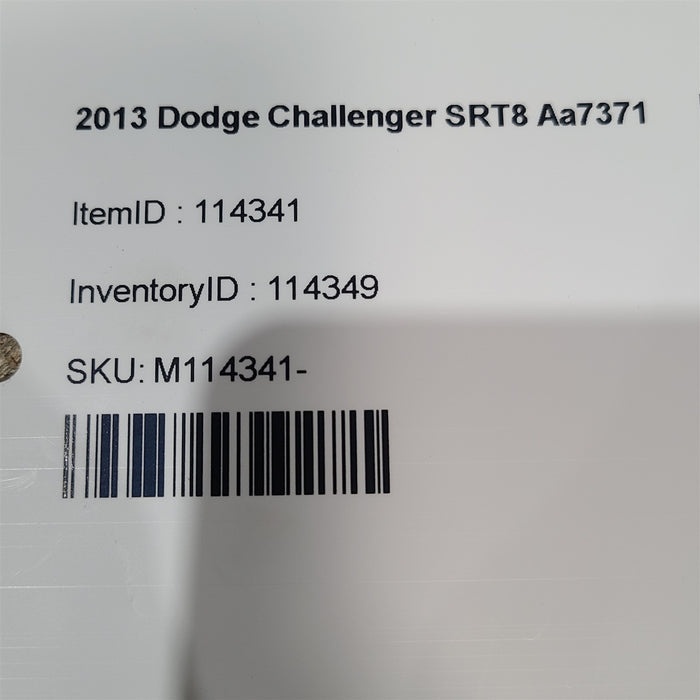 2013 Dodge Challenger SRT8 Aa7371
ItemID : 114341
InventoryID : 114349
SKU: M114341-